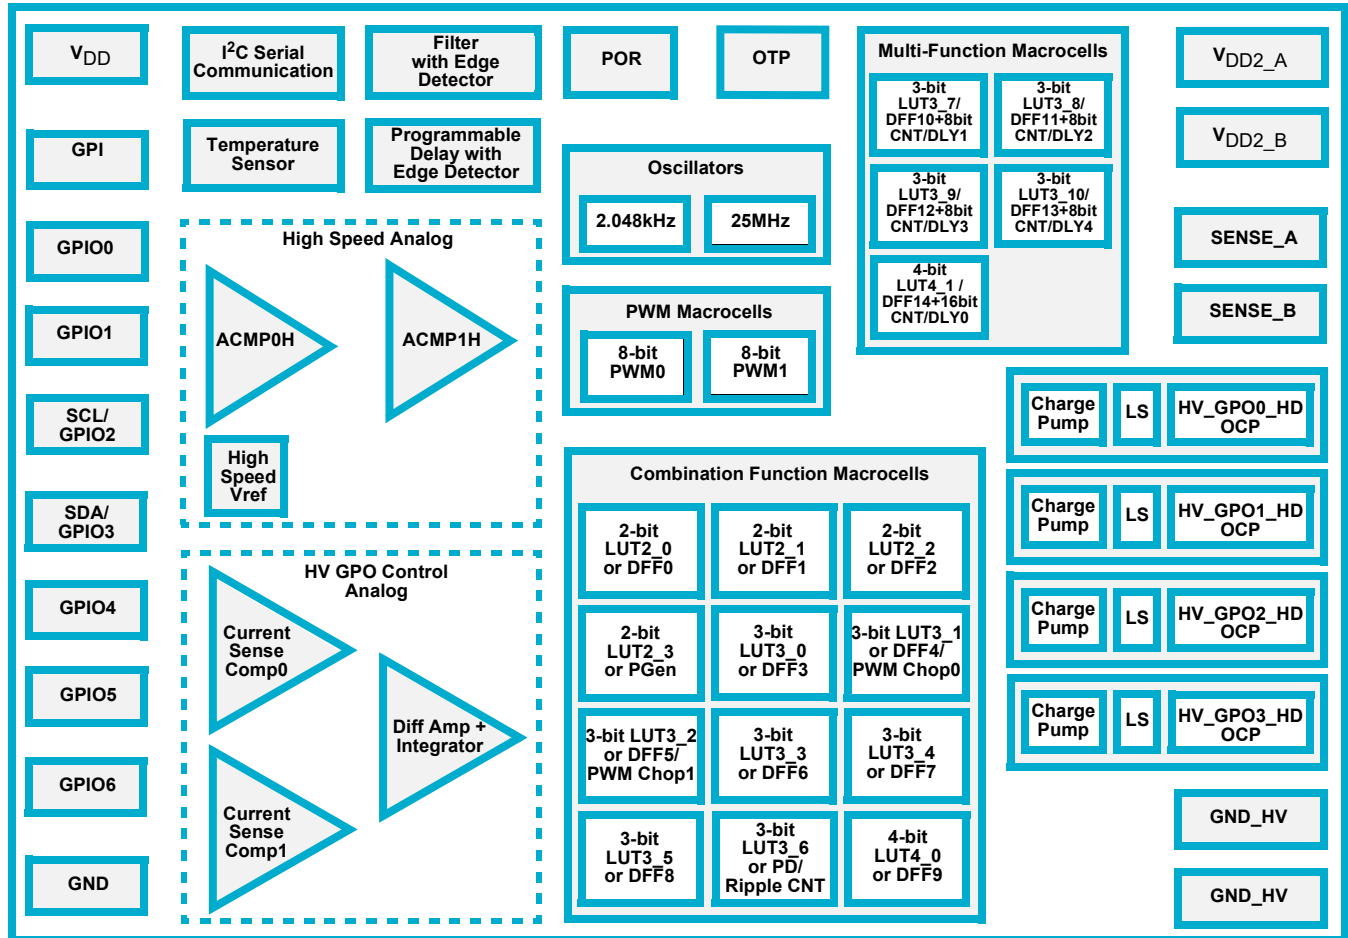 VDD
GPI
GPIO0
GPIO1
SCL/
GPIO2
SDA/
GPIO3
GPIO4
GPIO5
GPIO6
GND
I2C Serial
Communication
Filter
with Edge
Detector
Temperature
Sensor
Programmable
Delay with
Edge Detector
High Speed Analog
ACMP0H
ACMP1H
High
Speed
Vref
HV GPO Control
Analog
Current
Sense
Comp0
Diff Amp +
Integrator
Current
Sense
Comp1
POR
OTP
Oscillators
2.048kHz
25MHz
PWM Macrocells
8-bit
PWM0
8-bit
PWM1
Combination Function Macrocells
2-bit
LUT2_0
or DFF0
2-bit
LUT2_1
or DFF1
2-bit
LUT2_2
or DFF2
2-bit
LUT2_3
or PGen
3-bit
LUT3_0
or DFF3
3-bit LUT3_1
or DFF4/
PWM Chop0
3-bit LUT3_2
or DFF5/
PWM Chop1
3-bit
LUT3_3
or DFF6
3-bit
LUT3_4
or DFF7
3-bit
LUT3_5
or DFF8
3-bit
LUT3_6
or PD/
Ripple CNT
4-bit
LUT4_0
or DFF9
Multi-Function Macrocells
3-bit
LUT3_7/
DFF10+8bit
CNT/DLY1
3-bit
LUT3_8/
DFF11+8bit
CNT/DLY2
3-bit
LUT3_9/
DFF12+8bit
CNT/DLY3
3-bit
LUT3_10/
DFF13+8bit
CNT/DLY4
4-bit
LUT4_1 /
DFF14+16bit
CNT/DLY0
VDD2_A
VDD2_B
SENSE_A
SENSE_B
Charge
Pump
LS
HV_GPO0_HD
OCP
Charge
Pump
LS
HV_GPO1_HD
OCP
Charge
Pump
LS
HV_GPO2_HD
OCP
Charge
Pump
LS
HV_GPO3_HD
OCP
GND_HV
GND_HV